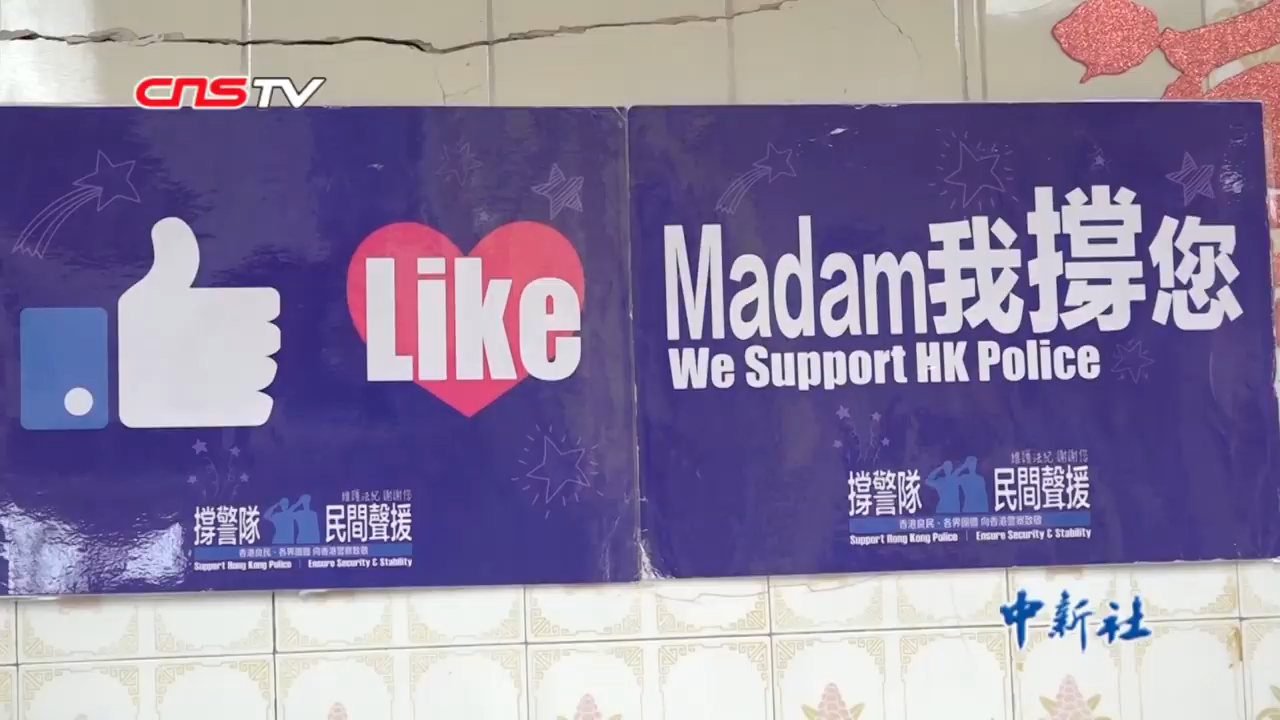 CNSTV
Like
維護法紀 謝謝您
撐警隊 民間聲援
香港良民、各界團體 向香港警察致敬
Support Hong Kong Police | Ensure Security & Stability
Madam我撐您
We Support HK Police
維護法紀 謝謝您
撐警隊 民間聲援
香港良民、各界團體 向香港警察致敬
Support Hong Kong Police | Ensure Security & Stability
中新社